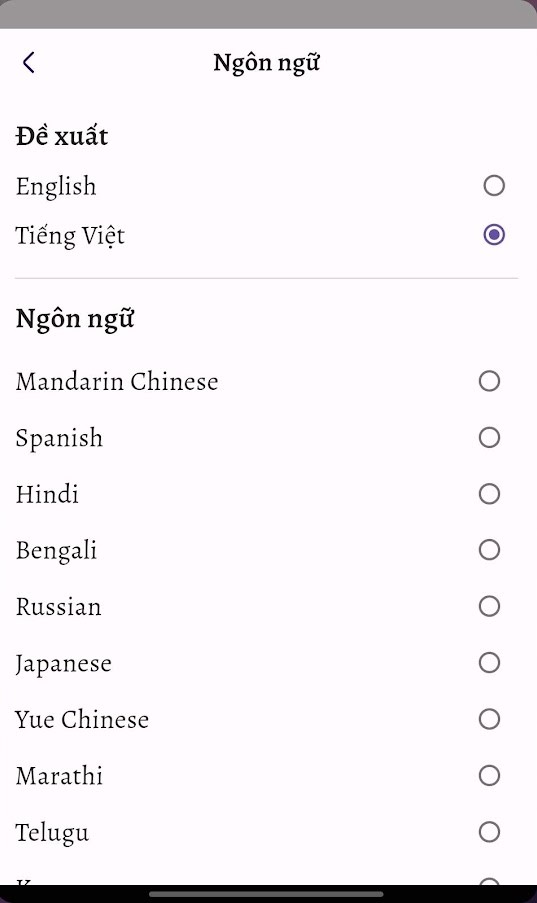 Ngôn ngữ
Đề xuất
English
Tiếng Việt
Ngôn ngữ
Mandarin Chinese
Spanish
Hindi
Bengali
Russian
Japanese
Yue Chinese
Marathi
Telugu